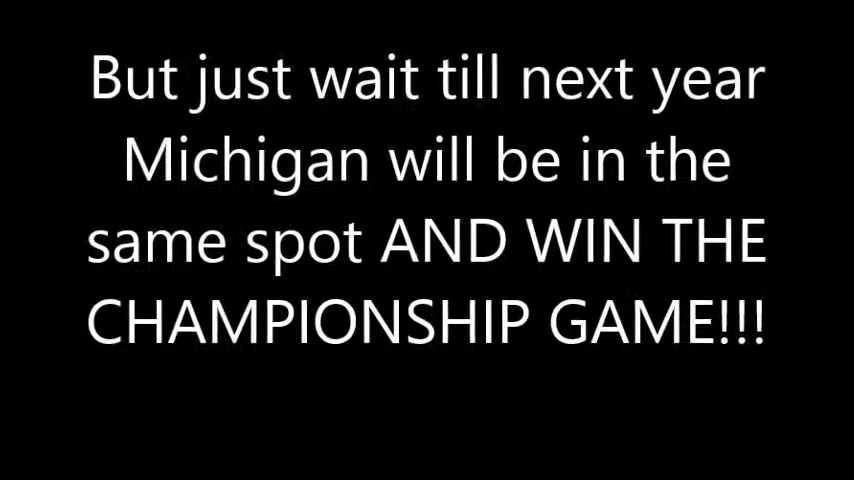 But just wait till next year
Michigan will be in the
same spot AND WIN THE
CHAMPIONSHIP GAME!!!